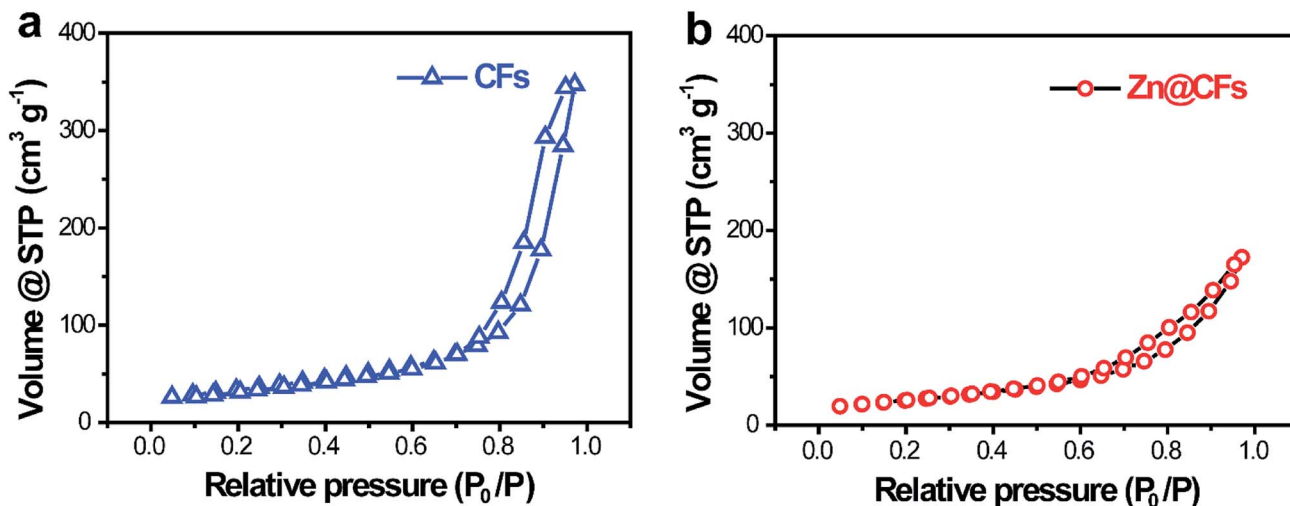 a
CFs
Volume @STP (cm³ g⁻¹)
400
300
200
100
0
0.0 0.2 0.4 0.6 0.8 1.0
Relative pressure (P₀/P)
b
Zn@CFs
Volume @STP (cm³ g⁻¹)
400
300
200
100
0
0.0 0.2 0.4 0.6 0.8 1.0
Relative pressure (P₀/P)